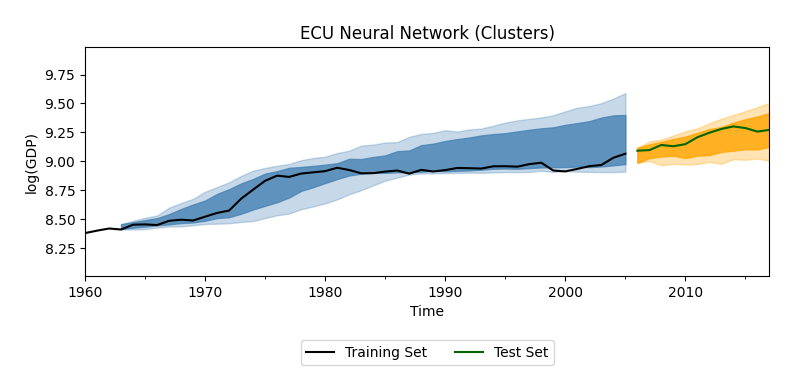 ECU Neural Network (Clusters)
log(GDP)
9.75
9.50
9.25
9.00
8.75
8.50
8.25
1960 1970 1980 1990 2000 2010
Time
Training Set Test Set